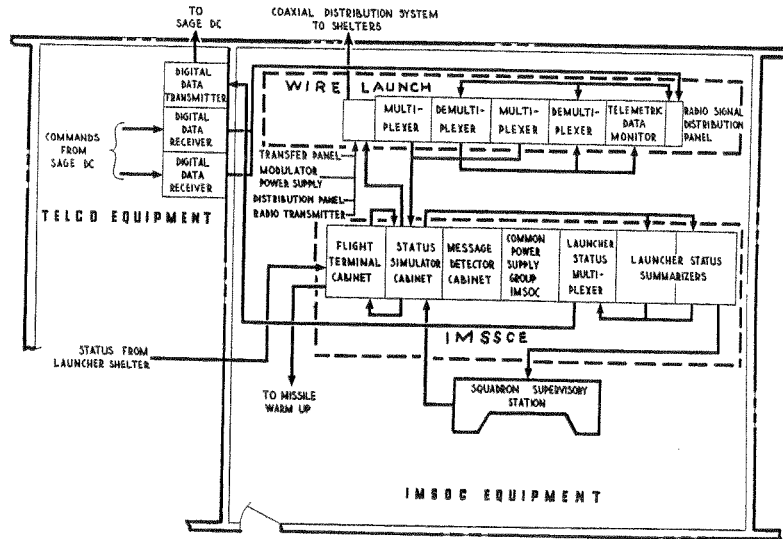 TO
SAGE DC
COAXIAL DISTRIBUTION SYSTEM
TO SHELTERS
DIGITAL
DATA
TRANSMITTER
DIGITAL
DATA
RECEIVER
DIGITAL
DATA
RECEIVER
COMMANDS
FROM
SAGE DC
TELCO EQUIPMENT
WIRE LAUNCH
MULTI-
PLEXER
DEMULTI-
PLEXER
MULTI-
PLEXER
DEMULTI-
PLEXER
TELEMETRIC
DATA
MONITOR
RADIO SIGNAL
DISTRIBUTION
PANEL
TRANSFER PANEL
MODULATOR
POWER SUPPLY
DISTRIBUTION PANEL
RADIO TRANSMITTER
FLIGHT
TERMINAL
CABINET
STATUS
SIMULATOR
CABINET
MESSAGE
DETECTOR
CABINET
COMMON
POWER
SUPPLY
GROUP
IMSOC
LAUNCHER
STATUS
MULTI-
PLEXER
LAUNCHER STATUS
SUMMARIZERS
IMSSCE
STATUS FROM
LAUNCHER SHELTER
TO MISSILE
WARM UP
SQUADRON SUPERVISORY
STATION
IMSOC EQUIPMENT